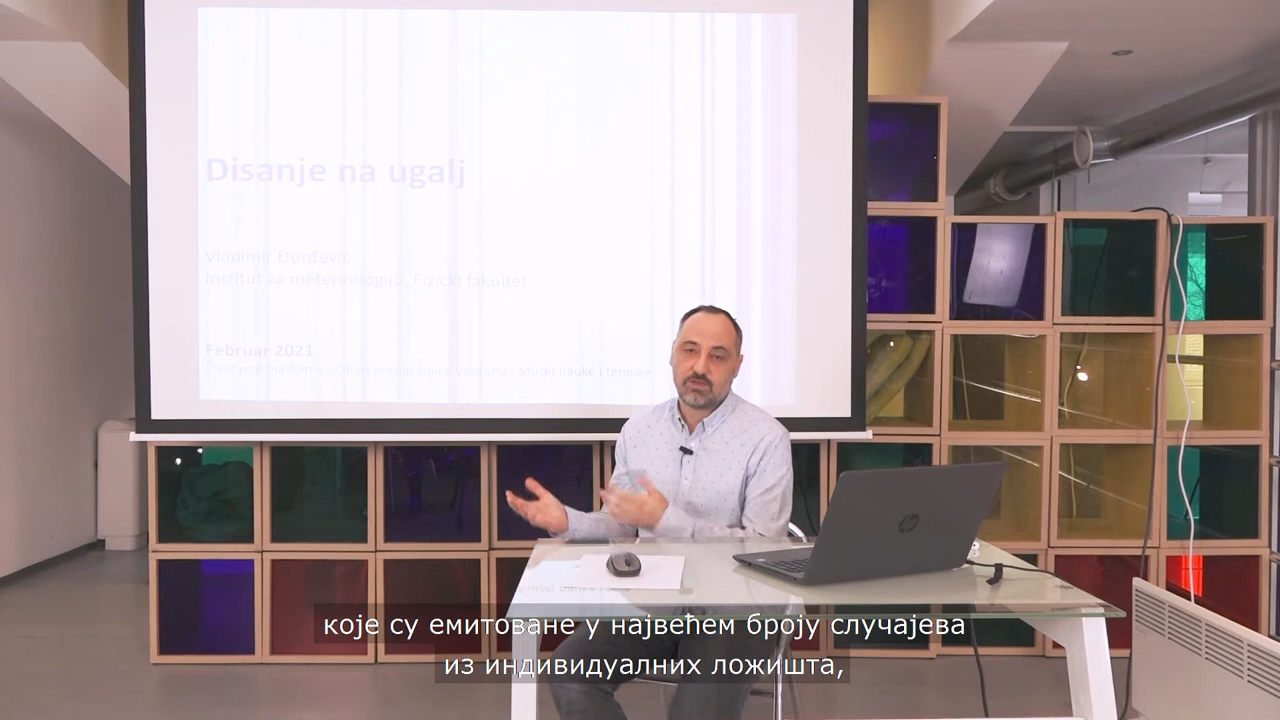 Disanje na ugalj
Vladimir Đurđević
Institut za meteorologiju, Fizički fakultet
Februar 2021
Život pod maskama - Ciklus predavanja o vazduhu - Muzej nauke i tehnike
hp
које су емитоване у највећем броју случајева
из индивидуалних ложишта,